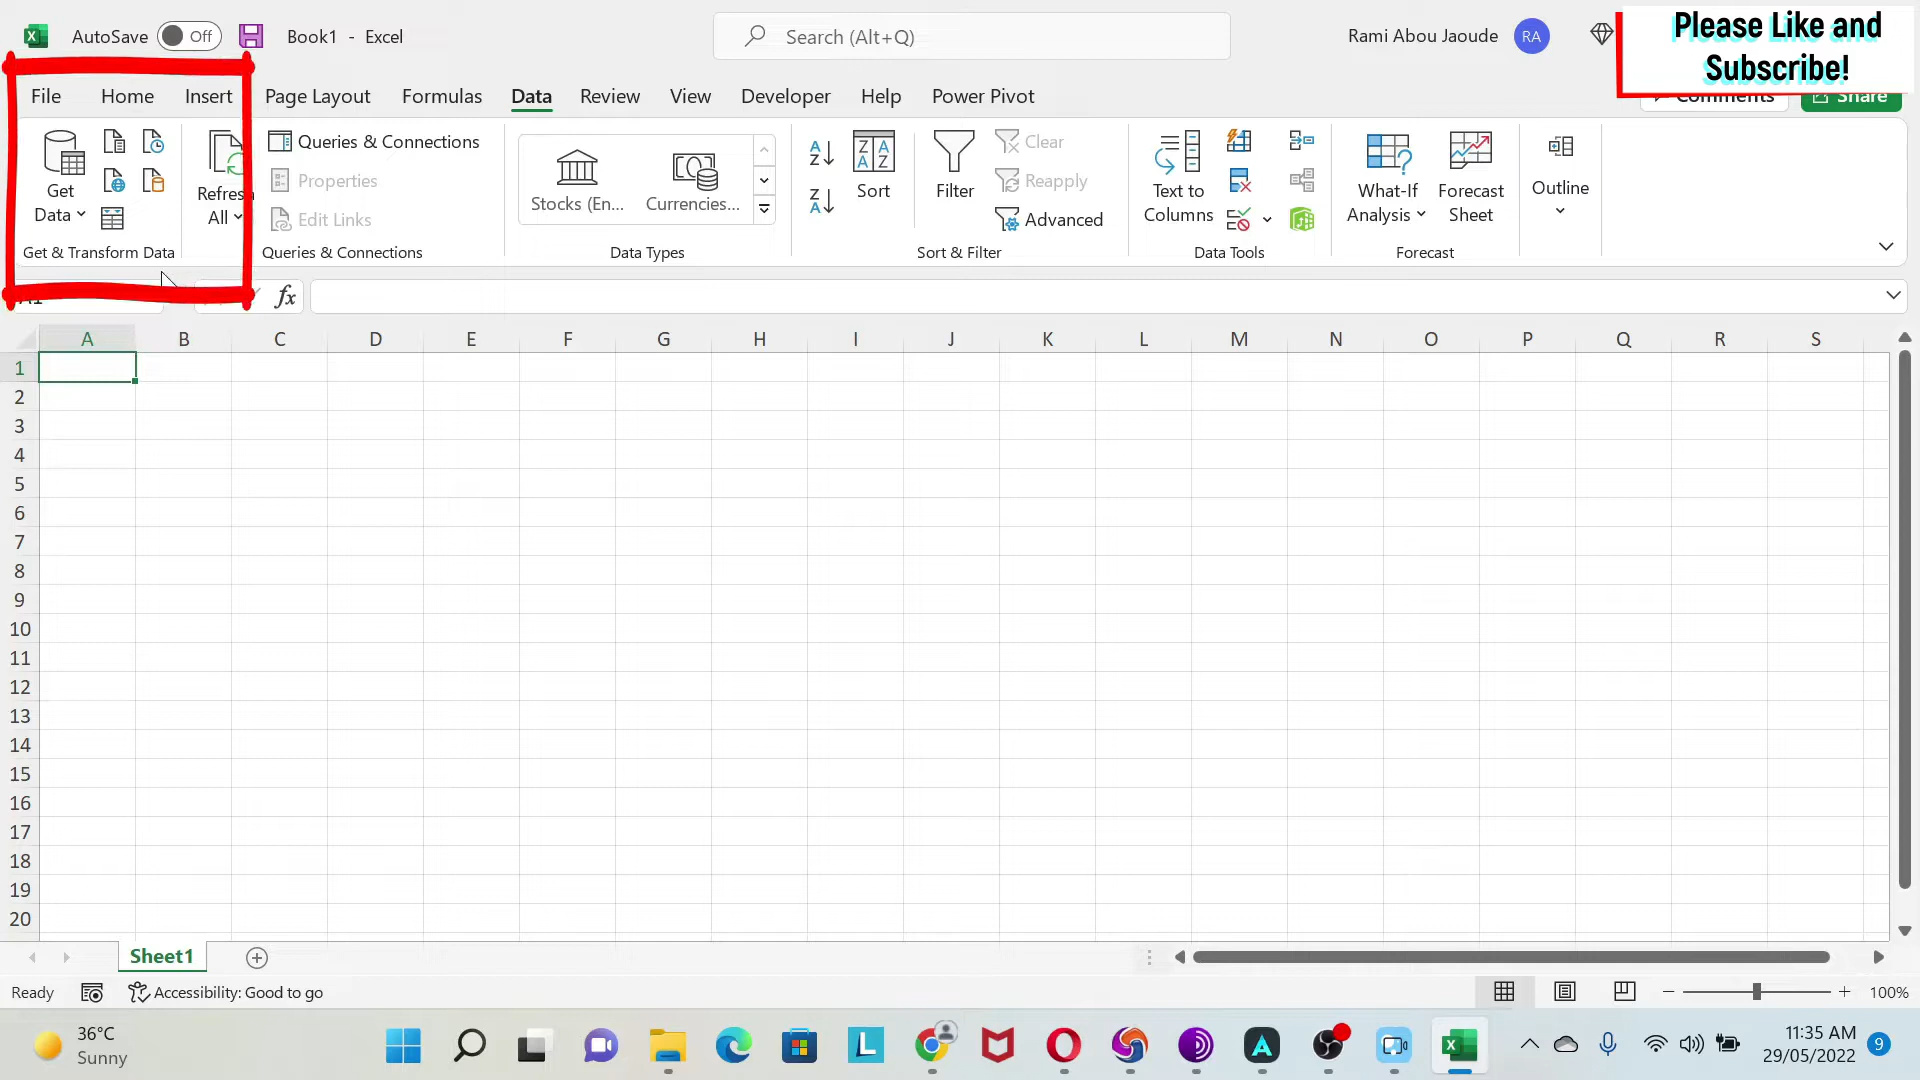 AutoSave Off Book1 - Excel Search (Alt+Q) Rami Abou Jaoude RA
Please Like and
Subscribe!
File Home Insert Page Layout Formulas Data Review View Developer Help Power Pivot Comments Share
Get
Data
Get & Transform Data
Refresh
All
Queries & Connections
Properties
Edit Links
Queries & Connections
Stocks (En... Currencies...
Data Types
Sort
Filter
Clear
Reapply
Advanced
Sort & Filter
Text to
Columns
Data Tools
What-If
Analysis
Forecast
Sheet
Forecast
Outline
A1 fx
A B C D E F G H I J K L M N O P Q R S
1
2
3
4
5
6
7
8
9
10
11
12
13
14
15
16
17
18
19
20
Sheet1
Ready Accessibility: Good to go 100%
36°C
Sunny
11:35 AM
29/05/2022
9